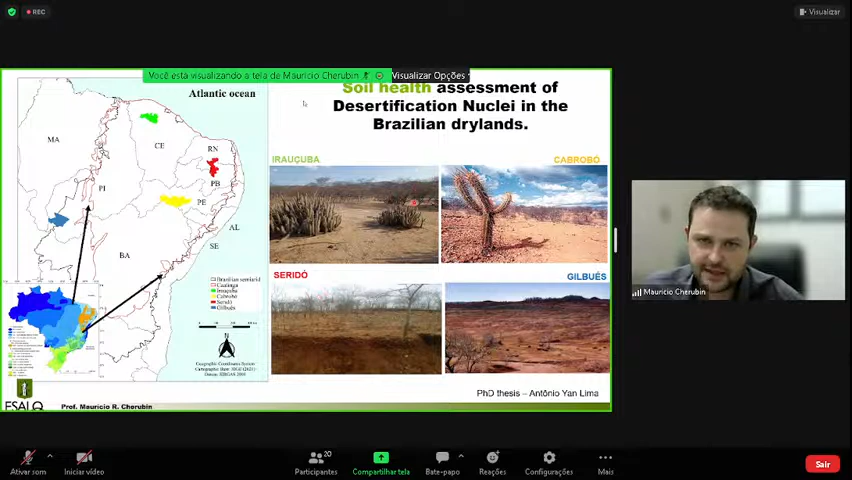 REC
Visualizar
Você está visualizando a tela de Mauricio Cherubin
Visualizar Opções
Atlantic ocean
Soil health assessment of
Desertification Nuclei in the
Brazilian drylands.
MA
CE
RN
PB
PI
PE
AL
SE
BA
IRAUÇUBA
CABROBÓ
SERIDÓ
GILBUÉS
Brazilian semiarid
Caatinga
Irauçuba
Cabrobó
Seridó
Gilbués
N
Geographic Coordinate System
PhD thesis – Antônio Yan Lima
ESALQ
Prof. Mauricio R. Cherubin
Mauricio Cherubin
Ativar som
Iniciar vídeo
20
Participantes
Compartilhar tela
Bate-papo
Reações
Configurações
Mais
Sair